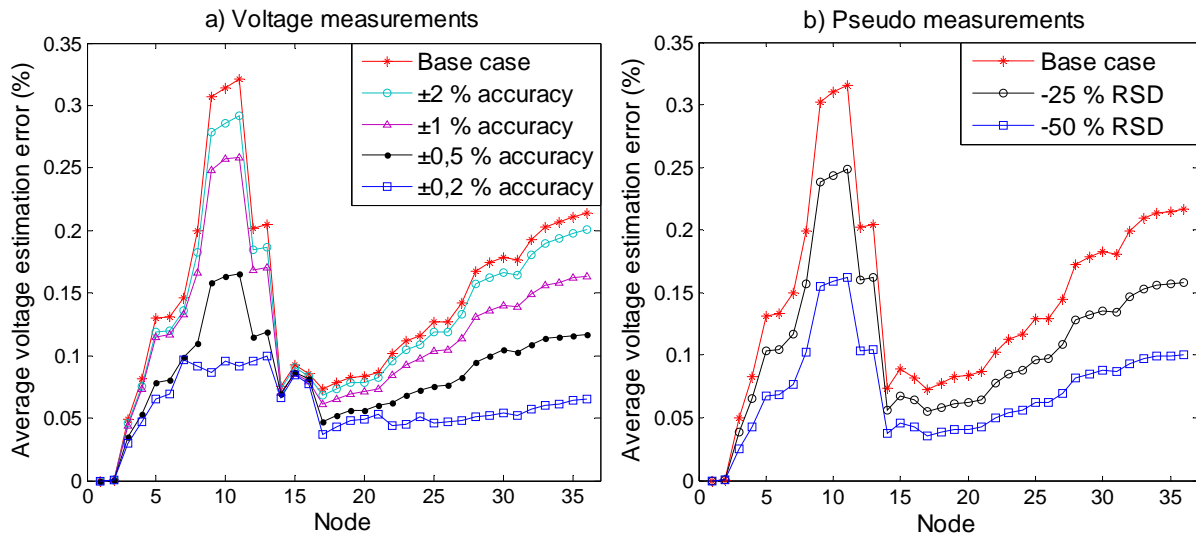 a) Voltage measurements
Average voltage estimation error (%)
0.35
0.3
0.25
0.2
0.15
0.1
0.05
0
Base case
±2 % accuracy
±1 % accuracy
±0,5 % accuracy
±0,2 % accuracy
0 5 10 15 20 25 30 35
Node
b) Pseudo measurements
Average voltage estimation error (%)
0.35
0.3
0.25
0.2
0.15
0.1
0.05
0
Base case
-25 % RSD
-50 % RSD
0 5 10 15 20 25 30 35
Node